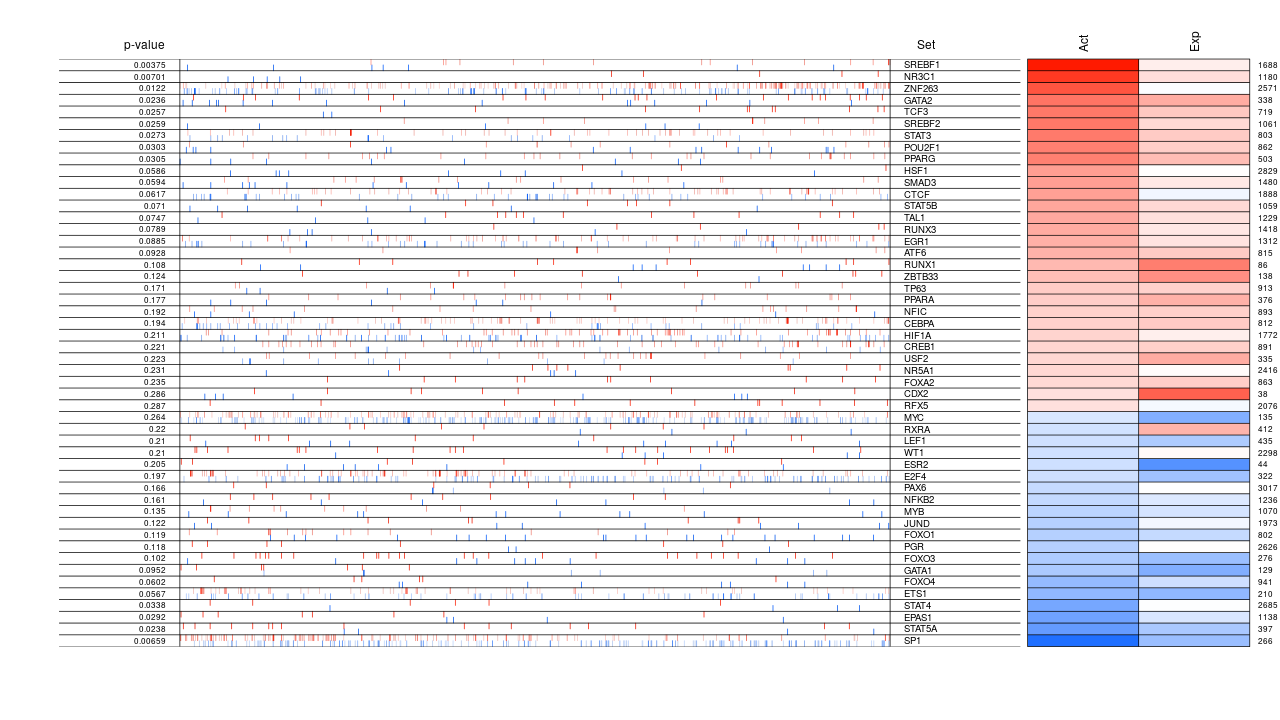 p-value Set Act Exp
0.00375 SREBF1 1688
0.00701 NR3C1 1180
0.0122 ZNF263 2571
0.0236 GATA2 338
0.0257 TCF3 719
0.0259 SREBF2 1061
0.0273 STAT3 803
0.0303 POU2F1 862
0.0305 PPARG 503
0.0586 HSF1 2829
0.0594 SMAD3 1480
0.0617 CTCF 1888
0.071 STAT5B 1059
0.0747 TAL1 1229
0.0789 RUNX3 1418
0.0885 EGR1 1312
0.0928 ATF6 815
0.108 RUNX1 86
0.124 ZBTB33 138
0.171 TP63 913
0.177 PPARA 376
0.192 NFIC 893
0.194 CEBPA 812
0.211 HIF1A 1772
0.221 CREB1 891
0.223 USF2 335
0.231 NR5A1 2416
0.235 FOXA2 863
0.286 CDX2 38
0.287 RFX5 2076
0.264 MYC 135
0.22 RXRA 412
0.21 LEF1 435
0.21 WT1 2298
0.205 ESR2 44
0.197 E2F4 322
0.166 PAX6 3017
0.161 NFKB2 1236
0.135 MYB 1070
0.122 JUND 1973
0.119 FOXO1 802
0.118 PGR 2626
0.102 FOXO3 276
0.0952 GATA1 129
0.0602 FOXO4 941
0.0567 ETS1 210
0.0338 STAT4 2685
0.0292 EPAS1 1138
0.0238 STAT5A 397
0.00659 SP1 266